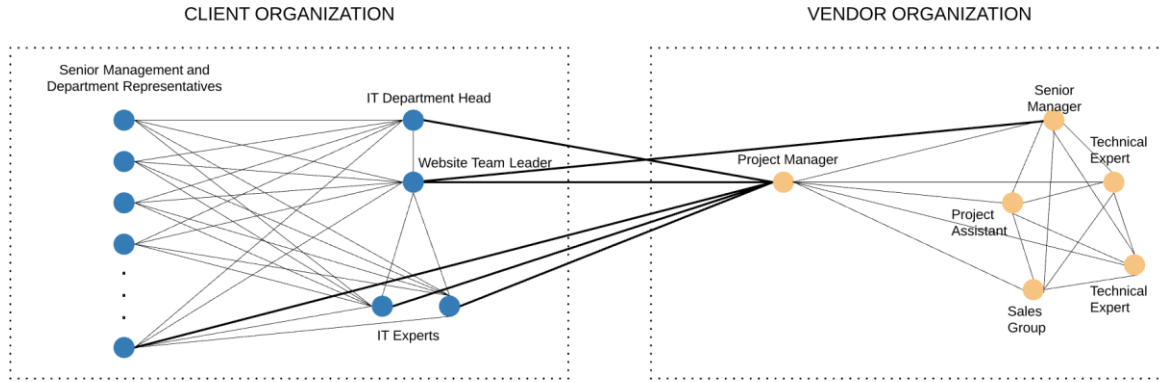 CLIENT ORGANIZATION
VENDOR ORGANIZATION
Senior Management and
Department Representatives
IT Department Head
Website Team Leader
IT Experts
Project Manager
Senior
Manager
Technical
Expert
Project
Assistant
Technical
Expert
Sales
Group